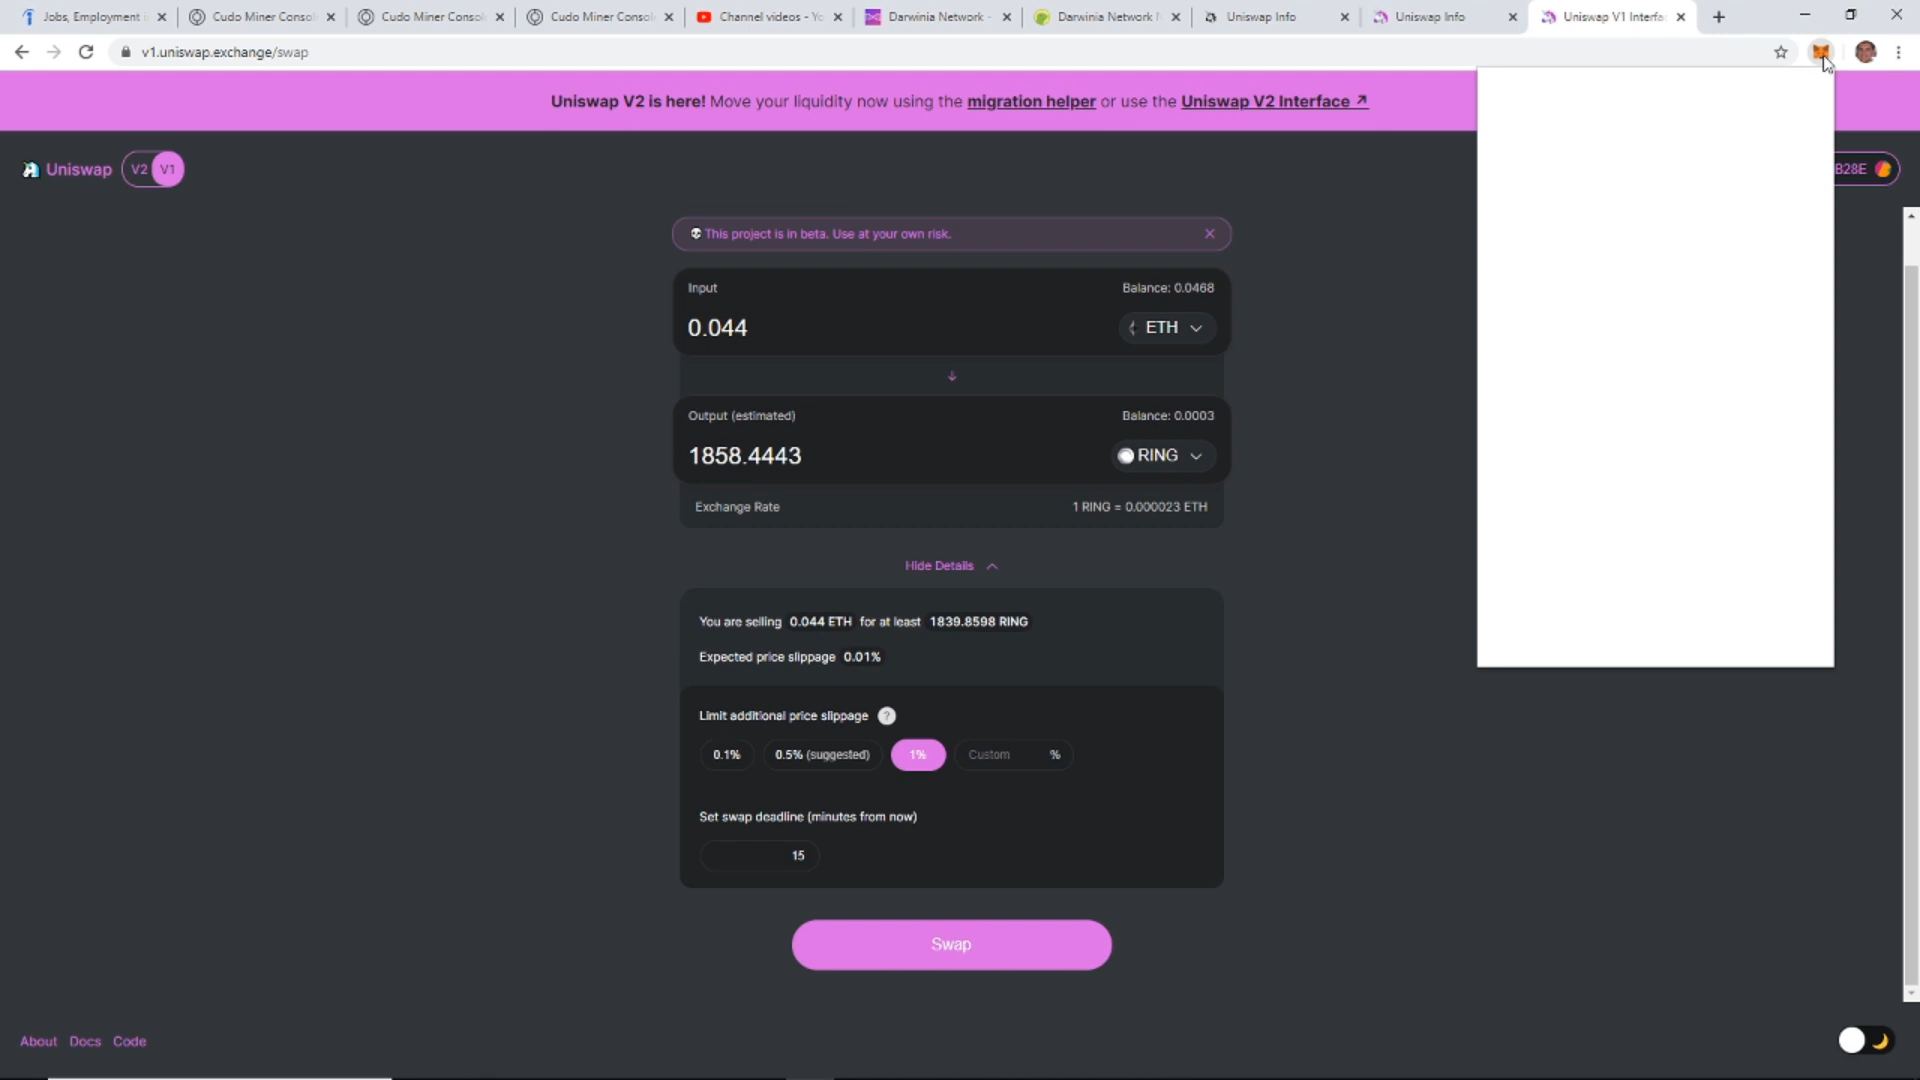 Jobs, Employment i
Cudo Miner Consol
Cudo Miner Consol
Cudo Miner Consol
Channel videos - Yo
Darwinia Network -
Darwinia Network
Uniswap Info
Uniswap Info
Uniswap V1 Interfa
v1.uniswap.exchange/swap
Uniswap V2 is here! Move your liquidity now using the migration helper or use the Uniswap V2 Interface ↗
Uniswap V2 V1
B28E
This project is in beta. Use at your own risk.
Input Balance: 0.0468
0.044 ETH
Output (estimated) Balance: 0.0003
1858.4443 RING
Exchange Rate 1 RING = 0.000023 ETH
Hide Details
You are selling 0.044 ETH for at least 1839.8598 RING
Expected price slippage 0.01%
Limit additional price slippage ?
0.1% 0.5% (suggested) 1% Custom %
Set swap deadline (minutes from now)
15
Swap
About Docs Code